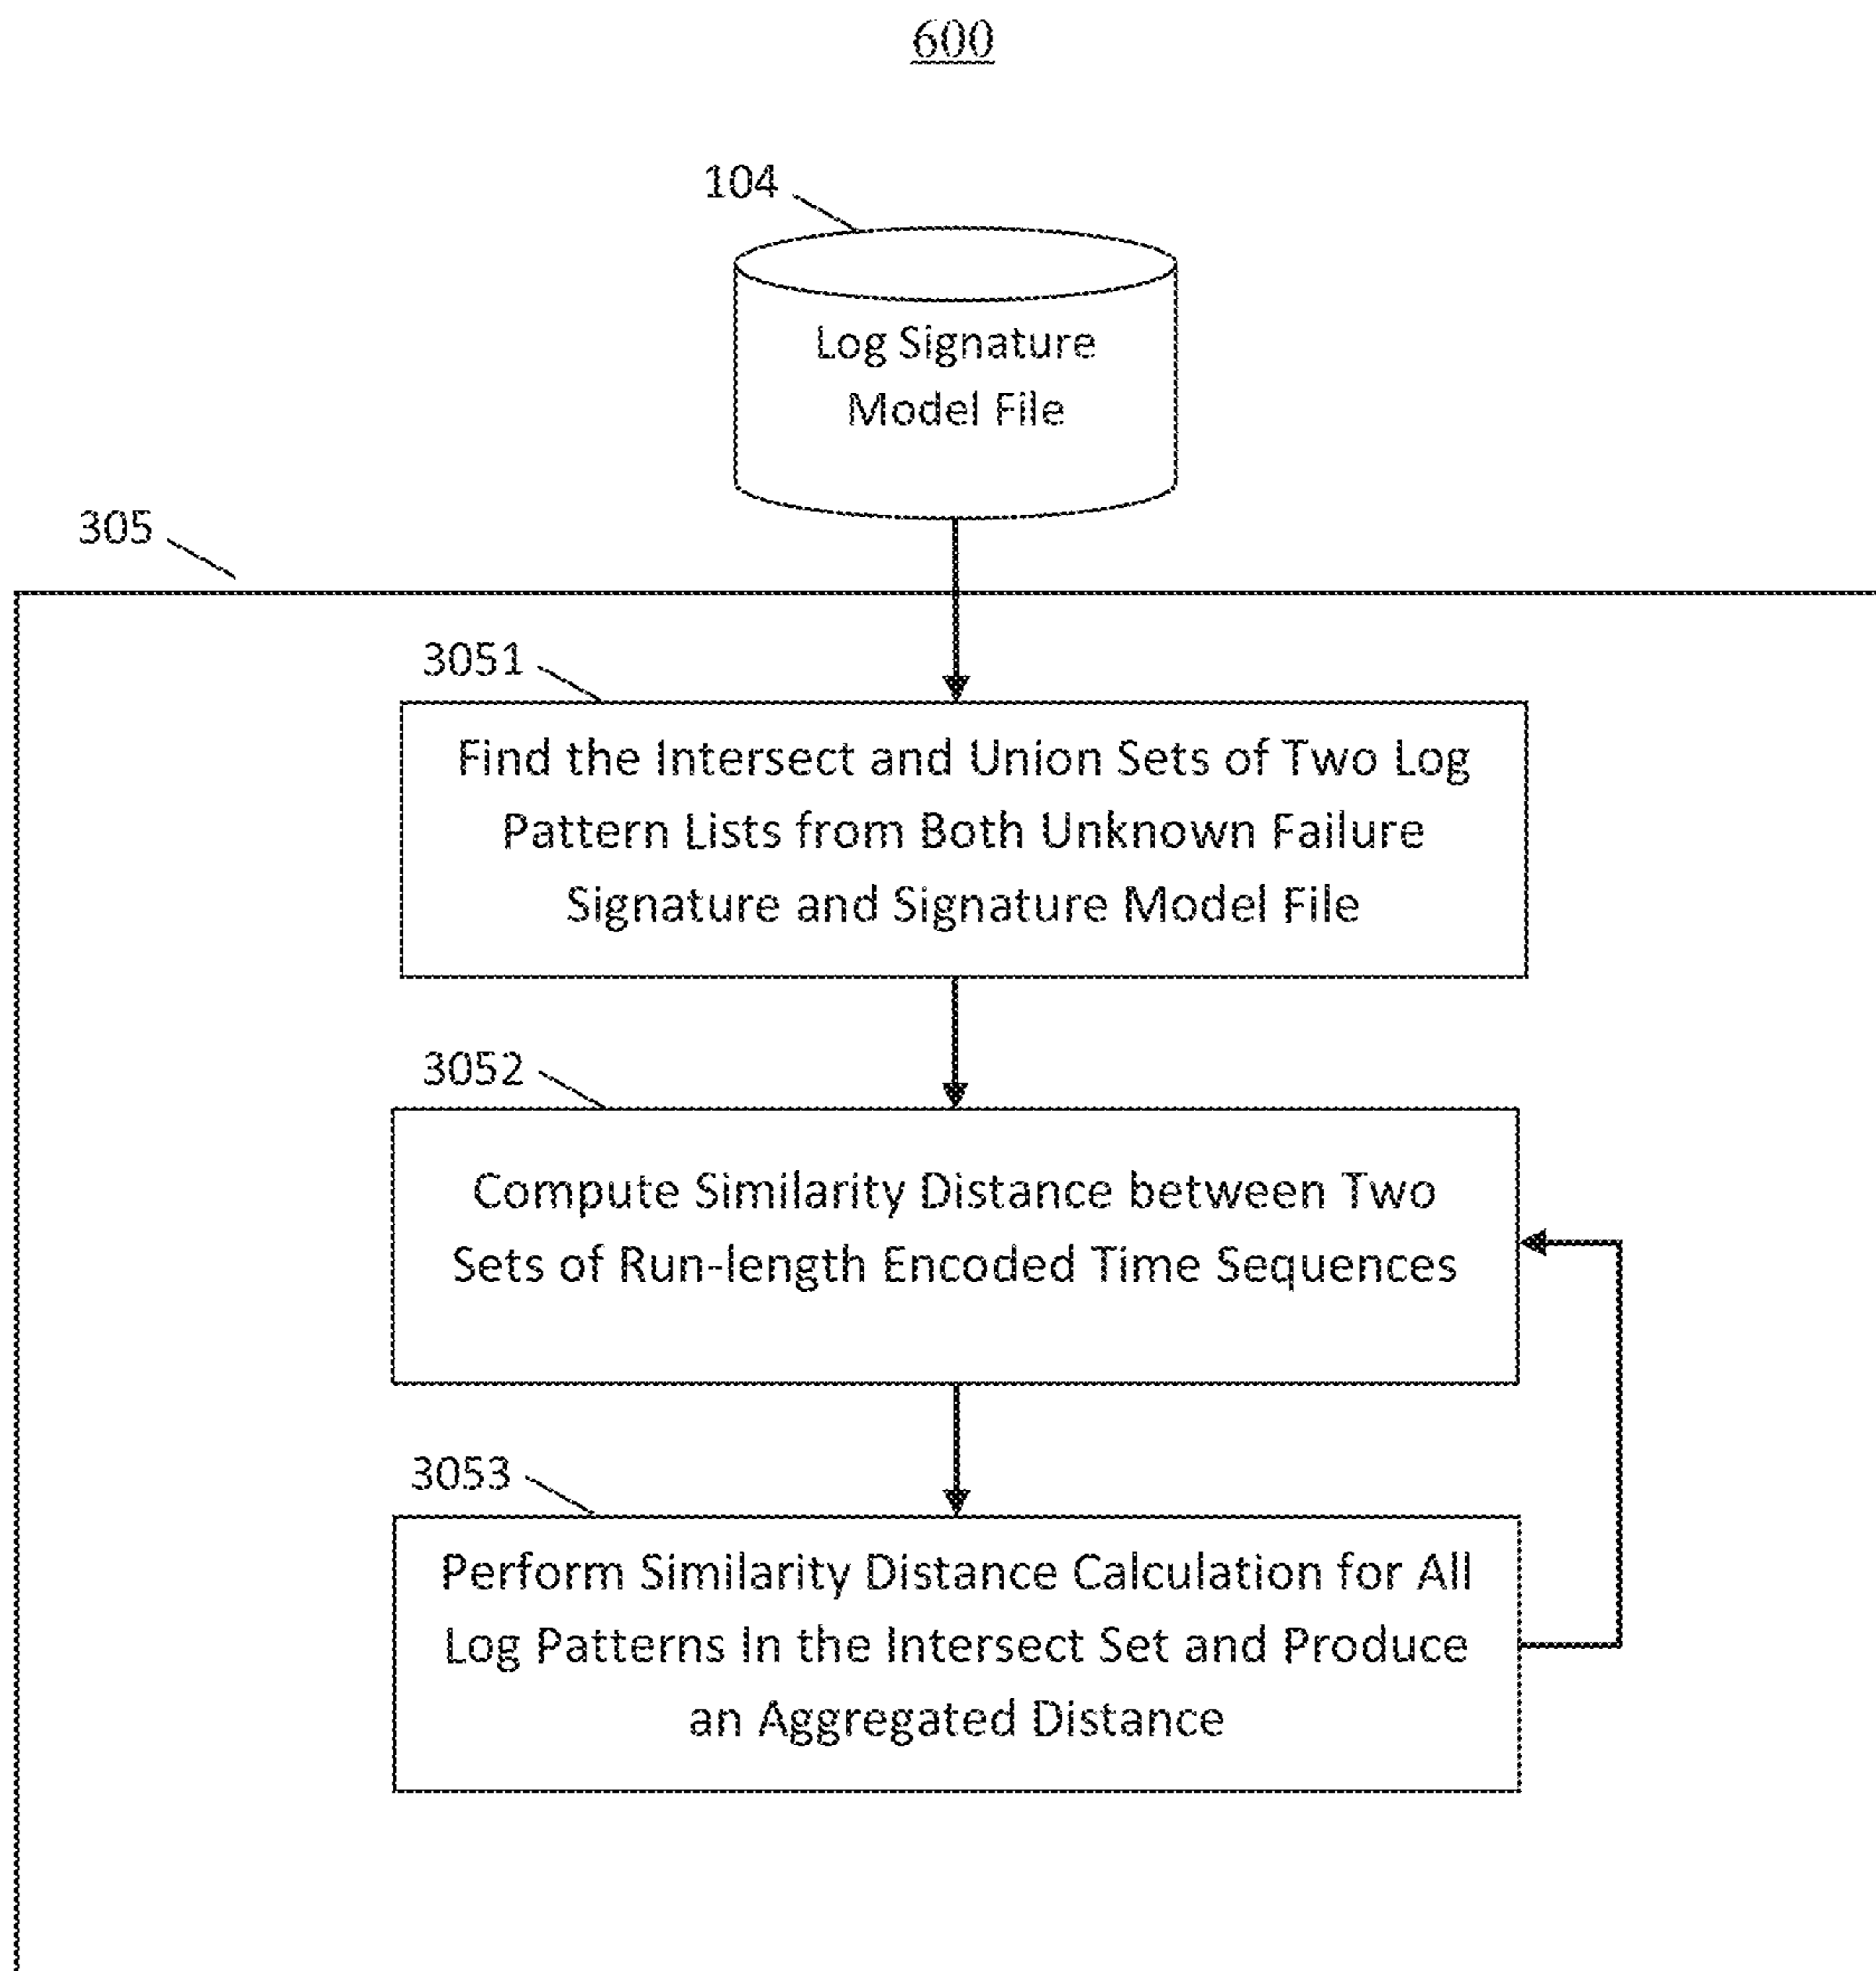 600
104
Log Signature
Model File
305
3051
Find the Intersect and Union Sets of Two Log
Pattern Lists from Both Unknown Failure
Signature and Signature Model File
3052
Compute Similarity Distance between Two
Sets of Run-length Encoded Time Sequences
3053
Perform Similarity Distance Calculation for All
Log Patterns In the Intersect Set and Produce
an Aggregated Distance